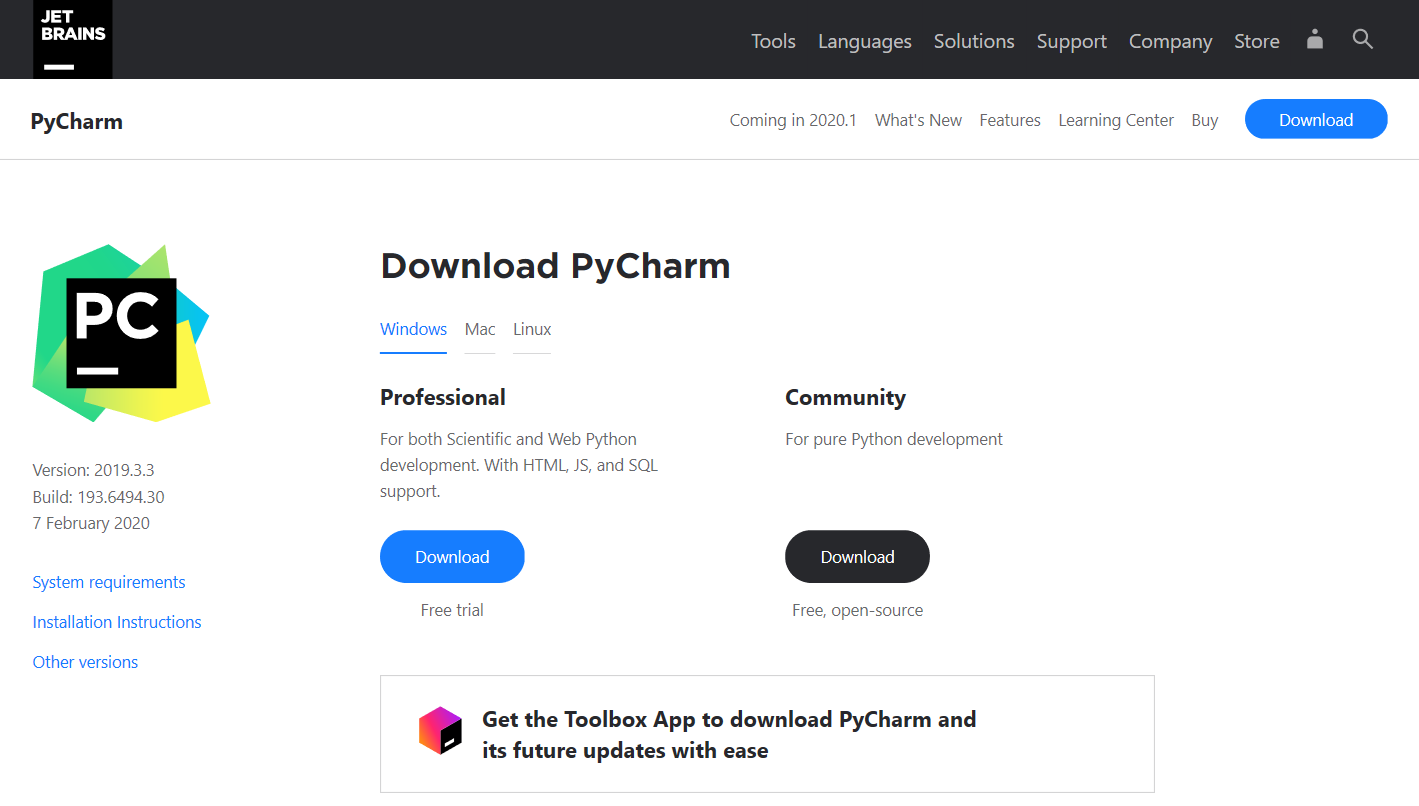 JET
BRAINS
Tools Languages Solutions Support Company Store
PyCharm
Coming in 2020.1 What's New Features Learning Center Buy Download
PC
Version: 2019.3.3
Build: 193.6494.30
7 February 2020
System requirements
Installation Instructions
Other versions
Download PyCharm
Windows Mac Linux
Professional
For both Scientific and Web Python
development. With HTML, JS, and SQL
support.
Download
Free trial
Community
For pure Python development
Download
Free, open-source
Get the Toolbox App to download PyCharm and
its future updates with ease